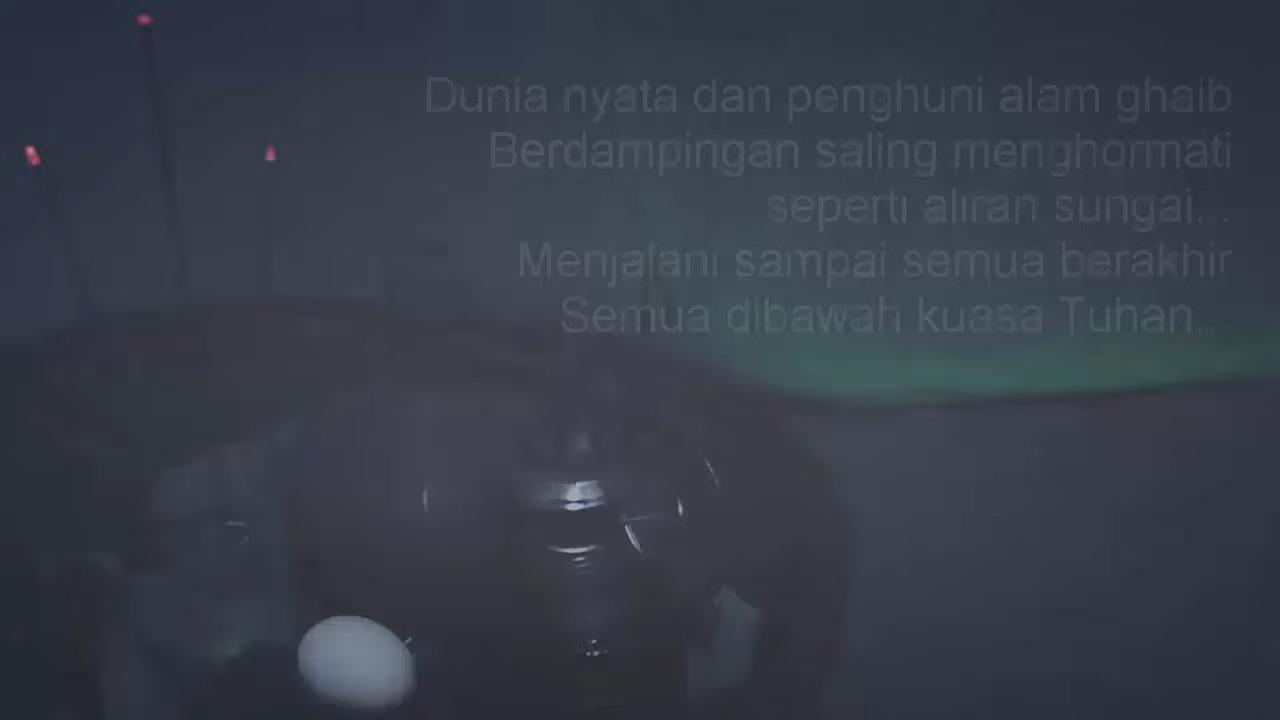 Dunia nyata dan penghuni alam ghaib
Berdampingan saling menghormati
seperti aliran sungai...
Menjalani sampai semua berakhir
Semua dibawah kuasa Tuhan..